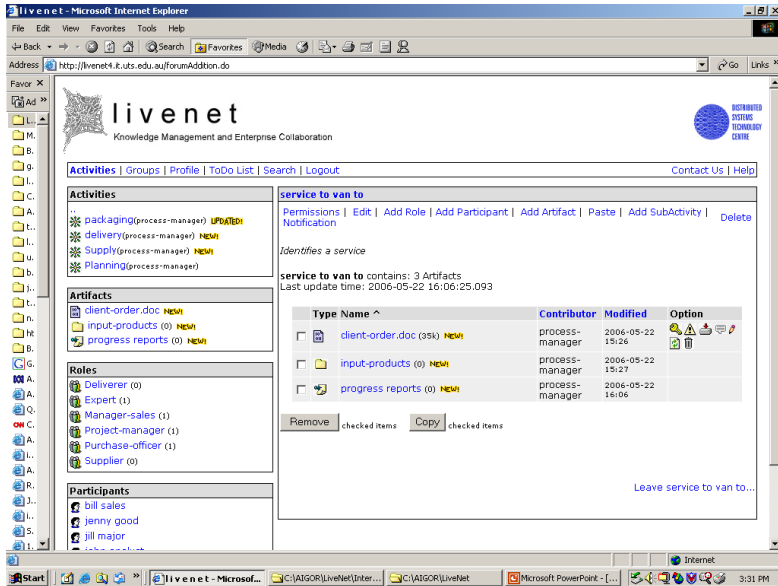 l i v e n e t - Microsoft Internet Explorer
File Edit View Favorites Tools Help
Back Search Favorites Media
Address http://livenet4.it.uts.edu.au/forumAddition.do Go Links »
Favor X
Ad »
L..
M.
B.
g.
I..
C.
A.
t..
l..
u.
b.
j..
t..
n.
ht
B.
G.
A.
A.
Q.
C.
A.
I..
A.
R.
J..
i..
S.
1.
livenet
Knowledge Management and Enterprise Collaboration
DISTRIBUTED
SYSTEMS
TECHNOLOGY
CENTRE
Activities | Groups | Profile | ToDo List | Search | Logout
Contact Us | Help
Activities
..
packaging(process-manager) UPDATED!
delivery(process-manager) NEW!
Supply(process-manager) NEW!
Planning(process-manager)
Artifacts
client-order.doc NEW!
input-products (0) NEW!
progress reports (0) NEW!
Roles
Deliverer (0)
Expert (1)
Manager-sales (1)
Project-manager (1)
Purchase-officer (1)
Supplier (0)
Participants
bill sales
jenny good
jill major
service to van to
Permissions | Edit | Add Role | Add Participant | Add Artifact | Paste | Add SubActivity |
Notification
Delete
Identifies a service
service to van to contains: 3 Artifacts
Last update time: 2006-05-22 16:06:25.093
Type Name ^ Contributor Modified Option
client-order.doc (35k) NEW! process-manager 2006-05-22 15:26
input-products (0) NEW! process-manager 2006-05-22 15:27
progress reports (0) NEW! process-manager 2006-05-22 16:06
Remove checked items Copy checked items
Leave service to van to...
Internet
Start » l i v e n e t - Microsof... C:\AIGOR\LiveNet\Inter... C:\AIGOR\LiveNet Microsoft PowerPoint - [... 3:31 PM